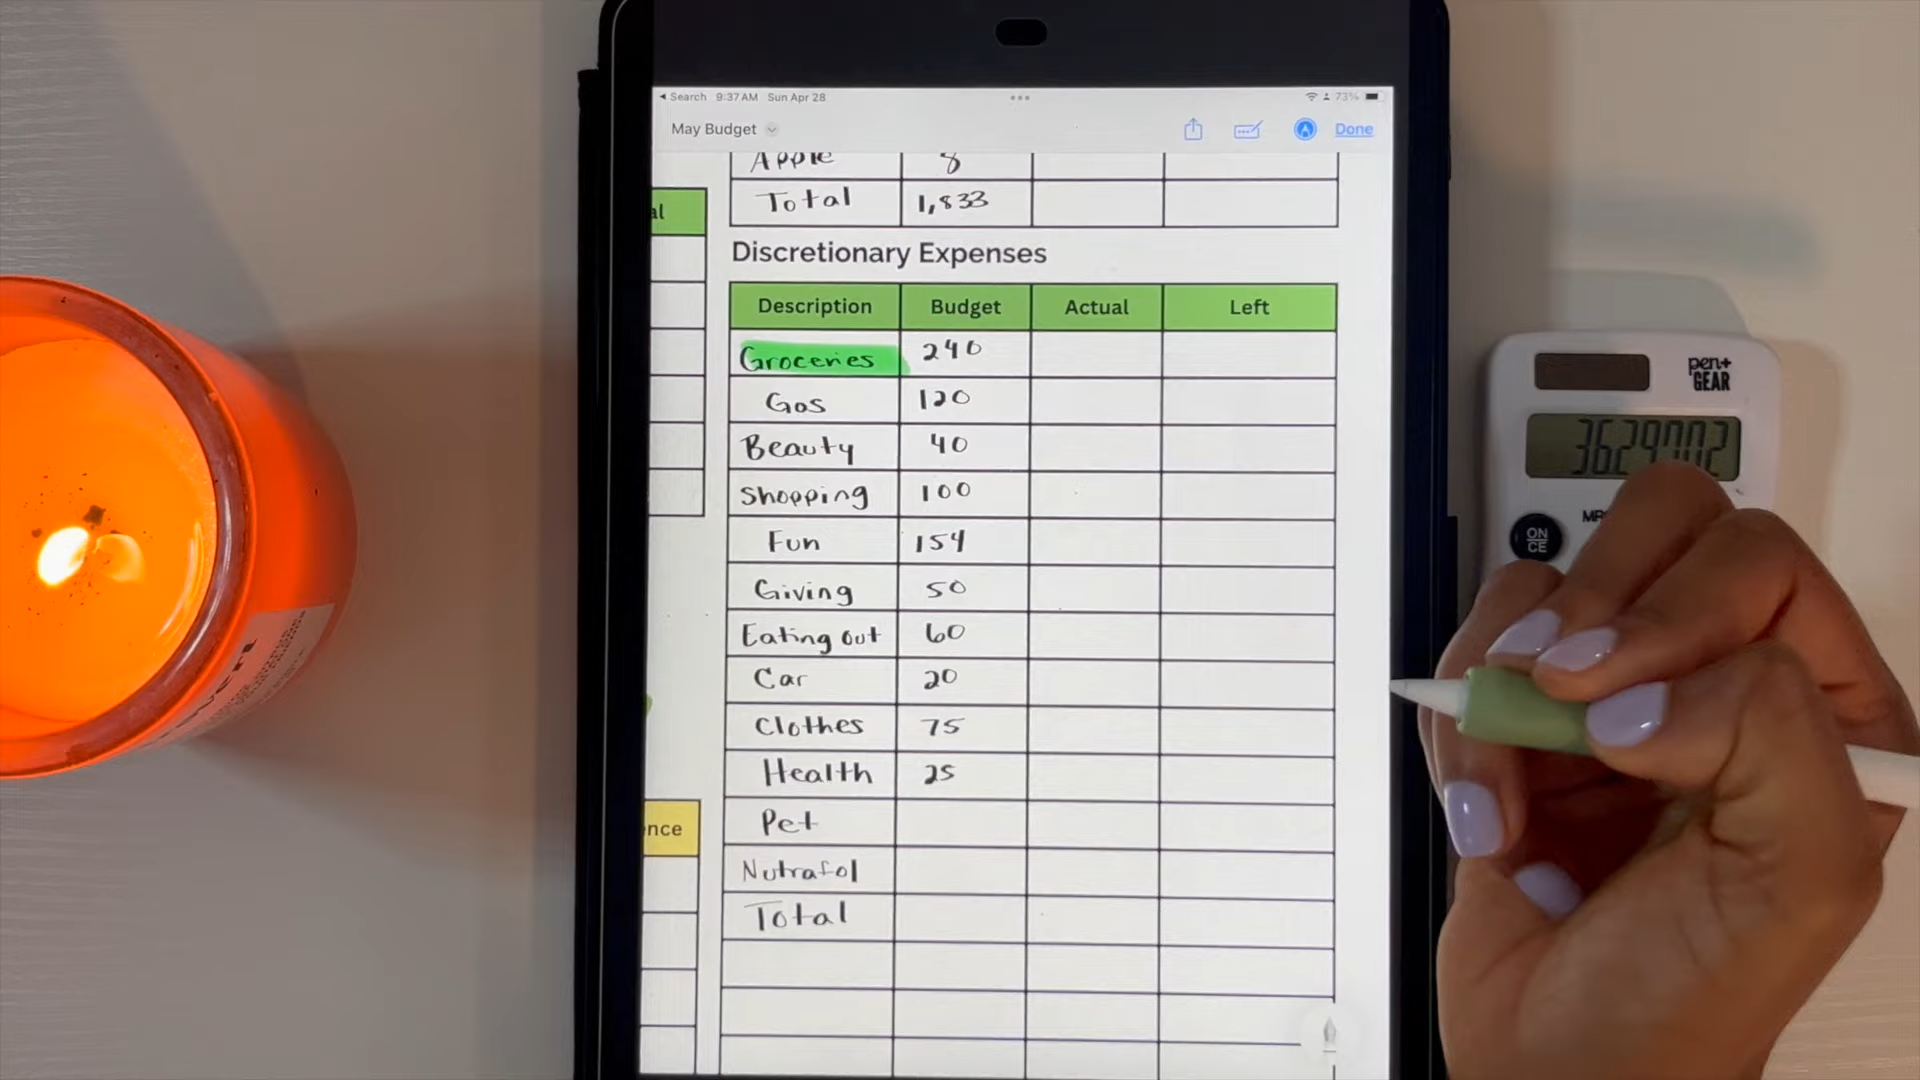 Search 9:37 AM Sun Apr 28
73%
May Budget
Done
Apple 8
Total 1,833
al
Discretionary Expenses
Description Budget Actual Left
Groceries 240
Gas 120
Beauty 40
Shopping 100
Fun 154
Giving 50
Eating out 60
Car 20
Clothes 75
Health 25
Pet
nce
Nutrafol
Total
pen+
GEAR
ON
CE